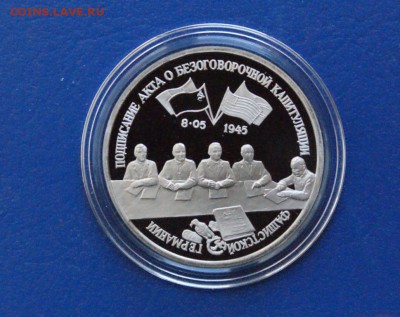 COINS.LAVE.RU
ПОДПИСАНИЕ АКТА О БЕЗОГОВОРОЧНОЙ КАПИТУЛЯЦИИ
8·05 1945
ФАШИСТСКОЙ
ГЕРМАНИИ